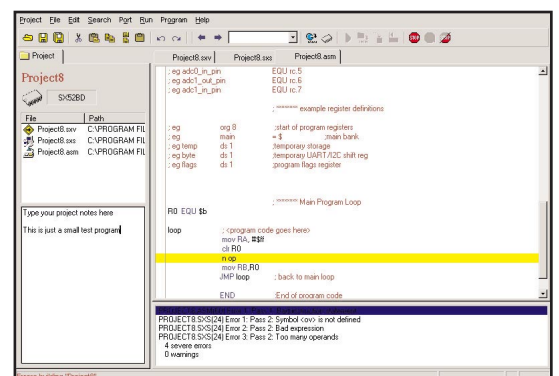 Project File Edit Search Port Run Program Help
Project
Project8.sxv Project8.sxs Project8.asm
Project8
SX52BD
File Path
Project8.sxv C:\PROGRAM FIL
Project8.sxs C:\PROGRAM FIL
Project8.asm C:\PROGRAM FIL
Type your project notes here
This is just a small test program
; eg adc0_in_pin EQU rc.5
; eg adc1_out_pin EQU rc.6
; eg adc1_in_pin EQU rc.7
; ******* example register definitions
; eg org 8 ;start of program registers
; eg main = $ ;main bank
; eg temp ds 1 ;temporary storage
; eg byte ds 1 ;temporary UART/I2C shift reg
; eg flags ds 1 ;program flags register
; ******* Main Program Loop
R0 EQU $b
loop ; <program code goes here>
mov RA, #$ff
clr R0
n op
mov RB,R0
JMP loop ; back to main loop
END ;End of program code
PROJECT8.SXS(24) Error 1: Pass 2: Symbol <ov> is not defined
PROJECT8.SXS(24) Error 2: Pass 2: Bad expression
PROJECT8.SXS(24) Error 3: Pass 2: Too many operands
4 severe errors
0 warnings